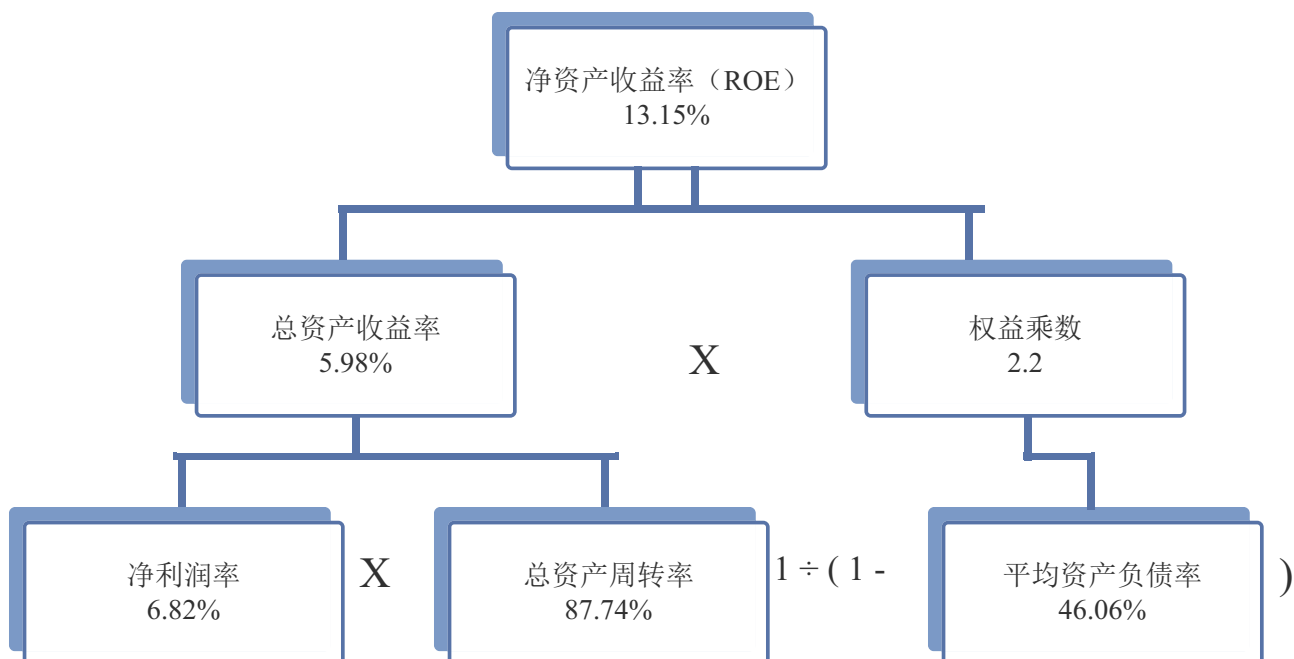 净资产收益率（ROE）
13.15%
总资产收益率
5.98%
X
权益乘数
2.2
净利润率
6.82%
X
总资产周转率
87.74%
1 ÷ ( 1 -
平均资产负债率
46.06%
)